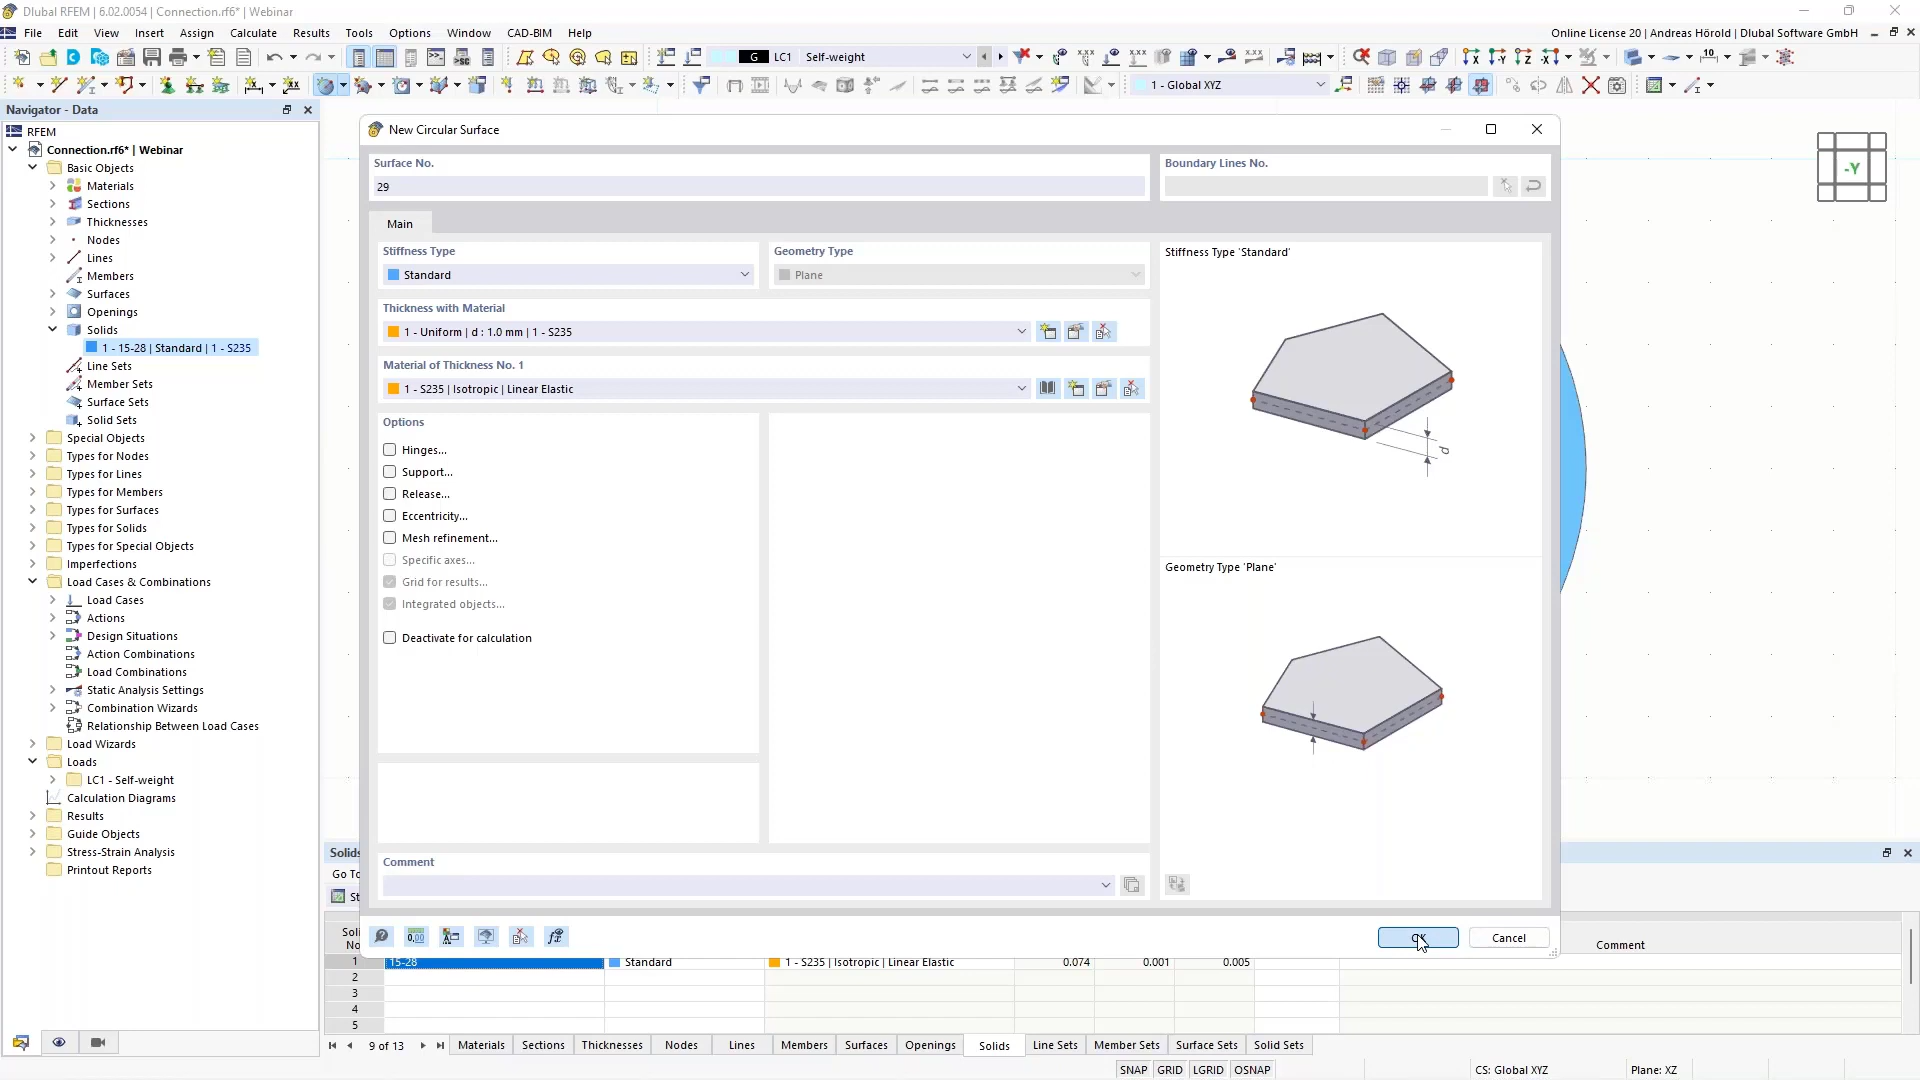 Dlubal RFEM | 6.02.0054 | Connection.rf6* | Webinar
File Edit View Insert Assign Calculate Results Tools Options Window CAD-BIM Help
Online License 20 | Andreas Hörold | Dlubal Software GmbH
G LC1 Self-weight
1 - Global XYZ
Navigator - Data
RFEM
Connection.rf6* | Webinar
Basic Objects
Materials
Sections
Thicknesses
Nodes
Lines
Members
Surfaces
Openings
Solids
1 - 15-28 | Standard | 1 - S235
Line Sets
Member Sets
Surface Sets
Solid Sets
Special Objects
Types for Nodes
Types for Lines
Types for Members
Types for Surfaces
Types for Solids
Types for Special Objects
Imperfections
Load Cases & Combinations
Load Cases
Actions
Design Situations
Action Combinations
Load Combinations
Static Analysis Settings
Combination Wizards
Relationship Between Load Cases
Load Wizards
Loads
LC1 - Self-weight
Calculation Diagrams
Results
Guide Objects
Stress-Strain Analysis
Printout Reports
New Circular Surface
Surface No.
29
Boundary Lines No.
Main
Stiffness Type
Standard
Geometry Type
Plane
Thickness with Material
1 - Uniform | d : 1.0 mm | 1 - S235
Material of Thickness No. 1
1 - S235 | Isotropic | Linear Elastic
Options
Hinges...
Support...
Release...
Eccentricity...
Mesh refinement...
Specific axes...
Grid for results...
Integrated objects...
Deactivate for calculation
Comment
Stiffness Type 'Standard'
d
Geometry Type 'Plane'
OK
Cancel
-Y
Solids
Go To
St
Soli
No
Comment
1 15-28 Standard 1 - S235 | Isotropic | Linear Elastic 0.074 0.001 0.005
2
3
4
5
9 of 13 Materials Sections Thicknesses Nodes Lines Members Surfaces Openings Solids Line Sets Member Sets Surface Sets Solid Sets
SNAP GRID LGRID OSNAP CS: Global XYZ Plane: XZ